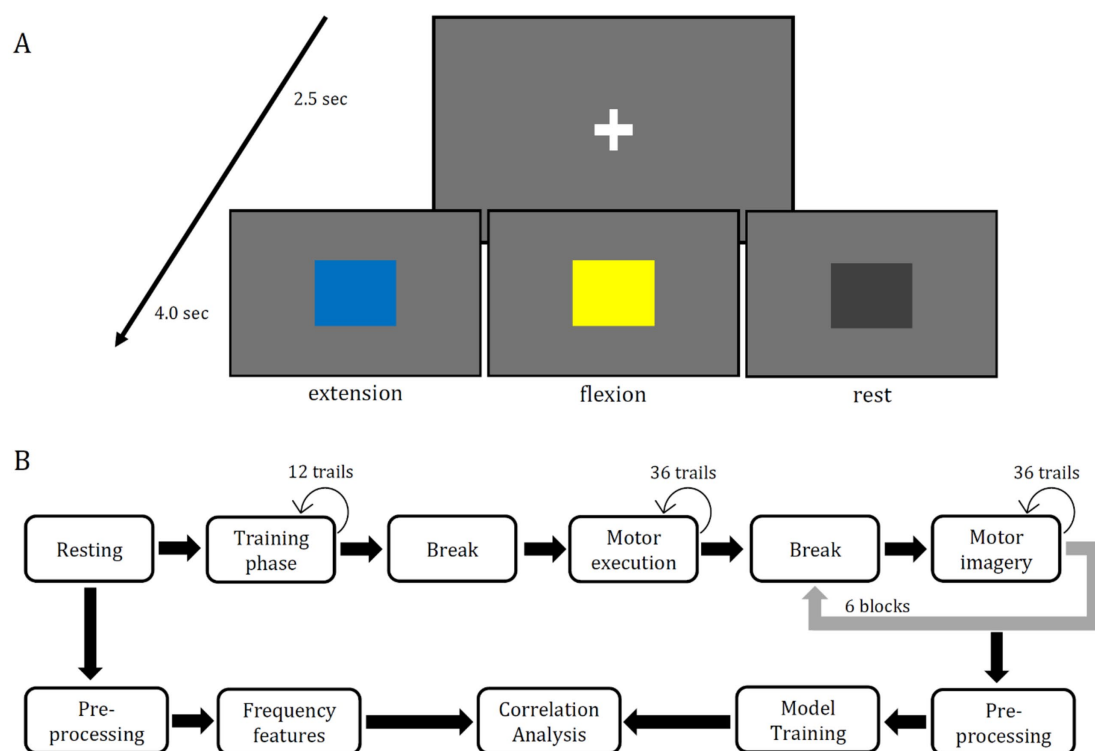 A
2.5 sec
4.0 sec
extension
flexion
rest
B
12 trails
36 trails
36 trails
Resting
Training
phase
Break
Motor
execution
Break
Motor
imagery
6 blocks
Pre-
processing
Frequency
features
Correlation
Analysis
Model
Training
Pre-
processing